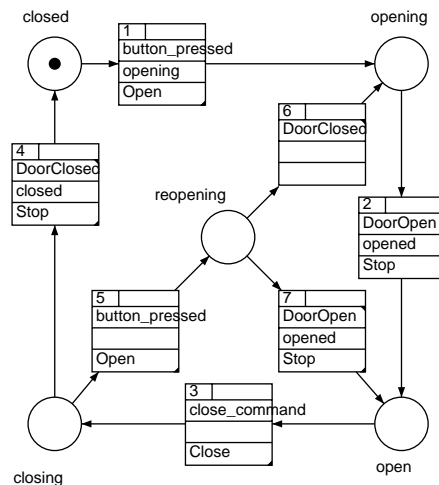 closed
opening
1
button_pressed
opening
Open
6
DoorClosed
4
DoorClosed
closed
Stop
reopening
2
DoorOpen
opened
Stop
5
button_pressed
Open
7
DoorOpen
opened
Stop
3
close_command
Close
closing
open